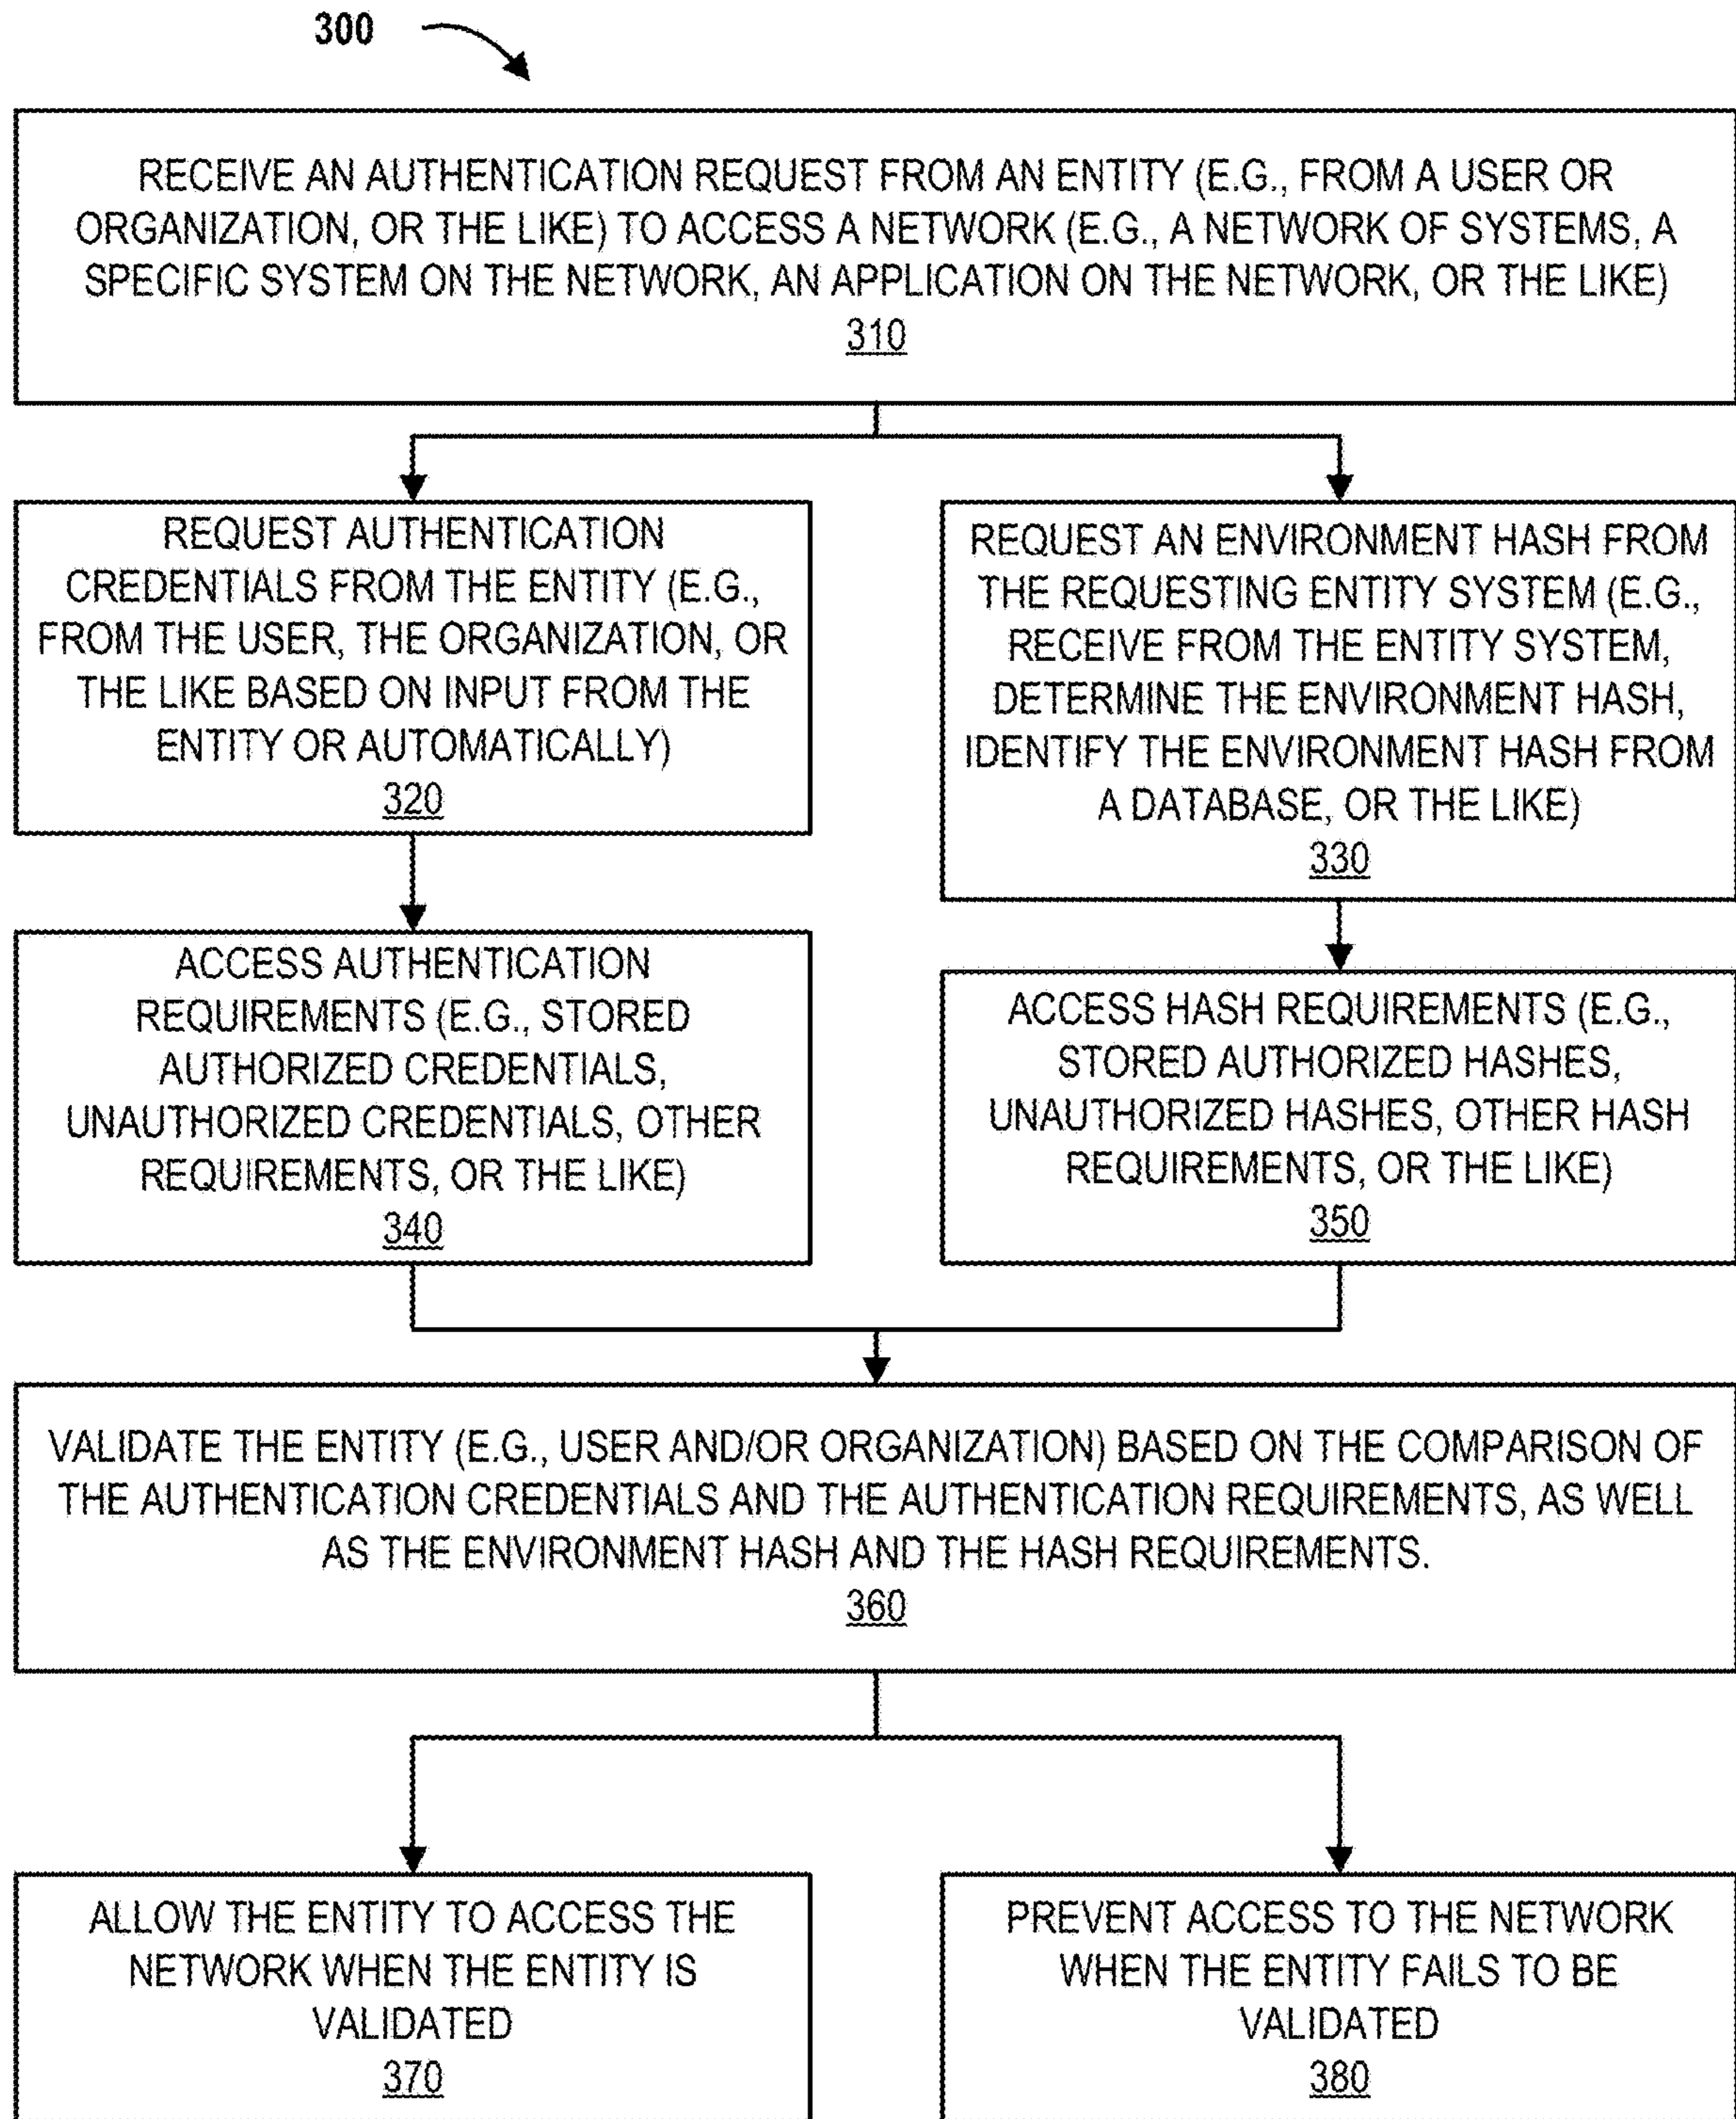 300
RECEIVE AN AUTHENTICATION REQUEST FROM AN ENTITY (E.G., FROM A USER OR
ORGANIZATION, OR THE LIKE) TO ACCESS A NETWORK (E.G., A NETWORK OF SYSTEMS, A
SPECIFIC SYSTEM ON THE NETWORK, AN APPLICATION ON THE NETWORK, OR THE LIKE)
310
REQUEST AUTHENTICATION
CREDENTIALS FROM THE ENTITY (E.G.,
FROM THE USER, THE ORGANIZATION, OR
THE LIKE BASED ON INPUT FROM THE
ENTITY OR AUTOMATICALLY)
320
REQUEST AN ENVIRONMENT HASH FROM
THE REQUESTING ENTITY SYSTEM (E.G.,
RECEIVE FROM THE ENTITY SYSTEM,
DETERMINE THE ENVIRONMENT HASH,
IDENTIFY THE ENVIRONMENT HASH FROM
A DATABASE, OR THE LIKE)
330
ACCESS AUTHENTICATION
REQUIREMENTS (E.G., STORED
AUTHORIZED CREDENTIALS,
UNAUTHORIZED CREDENTIALS, OTHER
REQUIREMENTS, OR THE LIKE)
340
ACCESS HASH REQUIREMENTS (E.G.,
STORED AUTHORIZED HASHES,
UNAUTHORIZED HASHES, OTHER HASH
REQUIREMENTS, OR THE LIKE)
350
VALIDATE THE ENTITY (E.G., USER AND/OR ORGANIZATION) BASED ON THE COMPARISON OF
THE AUTHENTICATION CREDENTIALS AND THE AUTHENTICATION REQUIREMENTS, AS WELL
AS THE ENVIRONMENT HASH AND THE HASH REQUIREMENTS.
360
ALLOW THE ENTITY TO ACCESS THE
NETWORK WHEN THE ENTITY IS
VALIDATED
370
PREVENT ACCESS TO THE NETWORK
WHEN THE ENTITY FAILS TO BE
VALIDATED
380